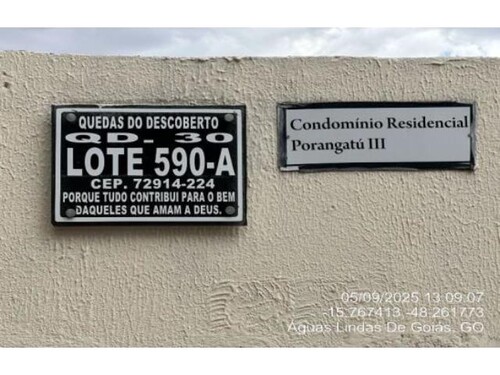 QUEDAS DO DESCOBERTO
QD. 30
LOTE 590-A
CEP. 72914-224
PORQUE TUDO CONTRIBUI PARA O BEM
DAQUELES QUE AMAM A DEUS.
Condomínio Residencial
Porangatú III
05/09/2025 13:09:07
-15.767413 -48.261773
Águas Lindas De Goiás, GO